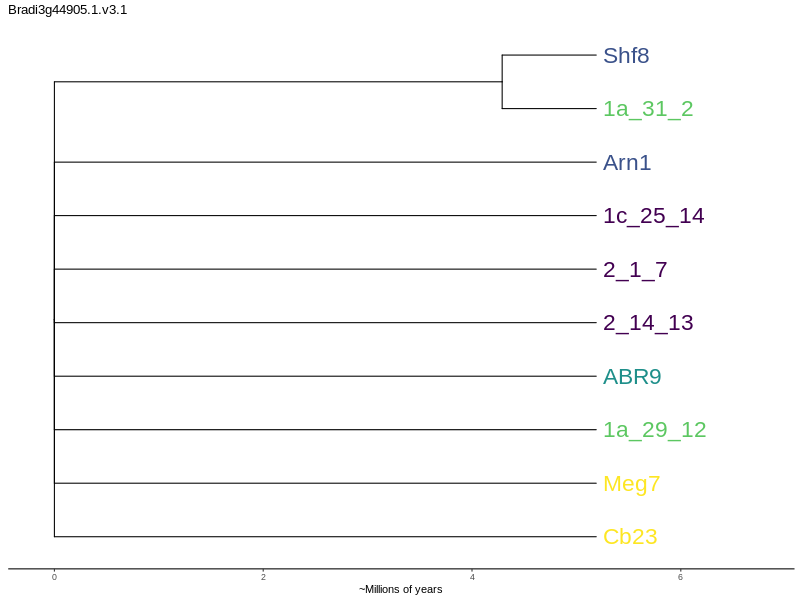 Bradi3g44905.1.v3.1
Shf8
1a_31_2
Arn1
1c_25_14
2_1_7
2_14_13
ABR9
1a_29_12
Meg7
Cb23
0 2 4 6
~Millions of years